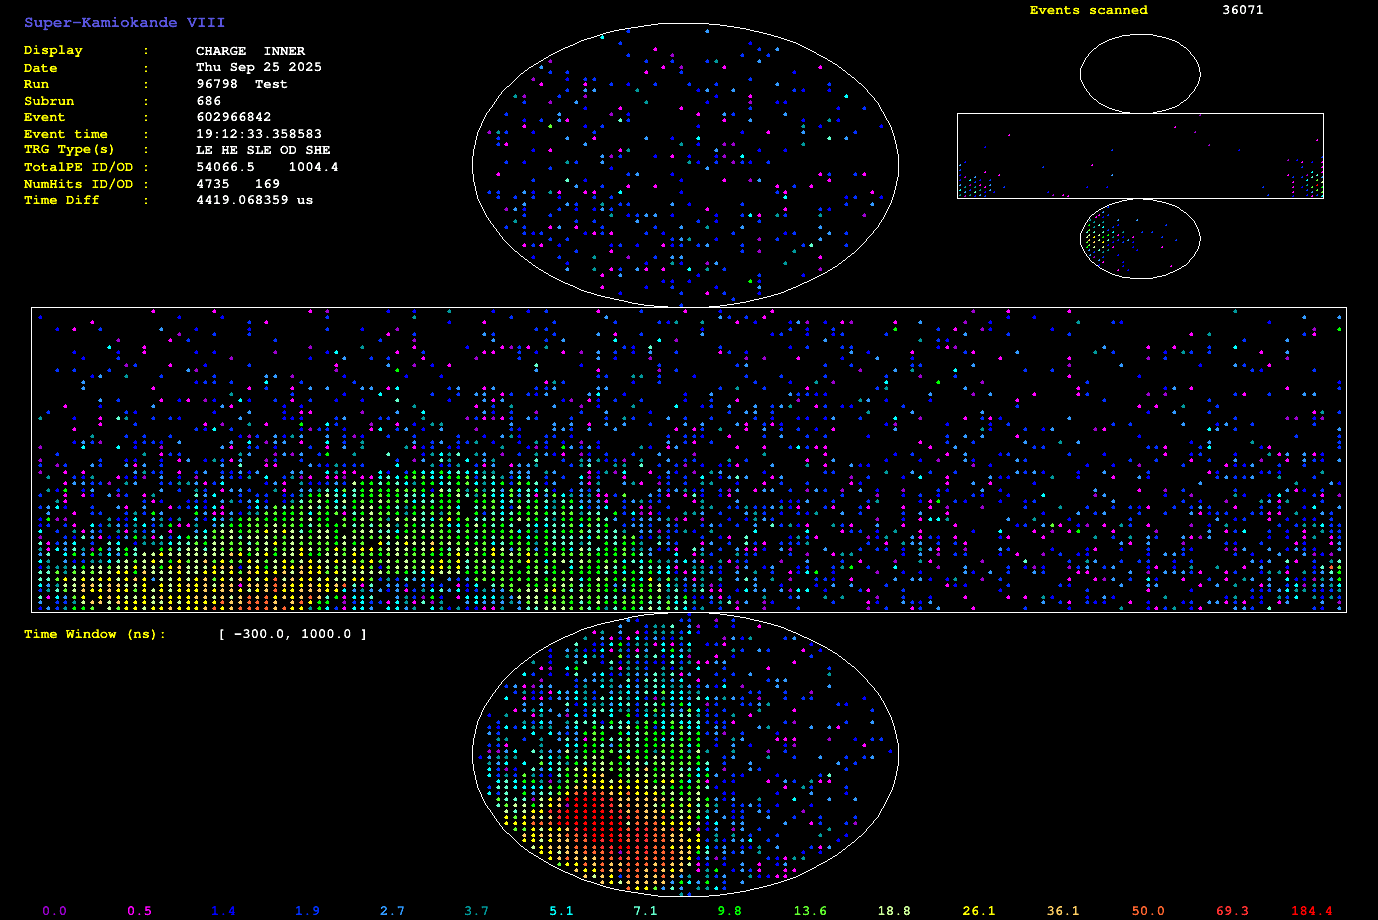 Super-Kamiokande VIII
Events scanned 36071
Display : CHARGE INNER
Date : Thu Sep 25 2025
Run : 96798 Test
Subrun : 686
Event : 602966842
Event time : 19:12:33.358583
TRG Type(s) : LE HE SLE OD SHE
TotalPE ID/OD : 54066.5 1004.4
NumHits ID/OD : 4735 169
Time Diff : 4419.068359 us
Time Window (ns): [ -300.0, 1000.0 ]
0.0 0.5 1.4 1.9 2.7 3.7 5.1 7.1 9.8 13.6 18.8 26.1 36.1 50.0 69.3 184.4